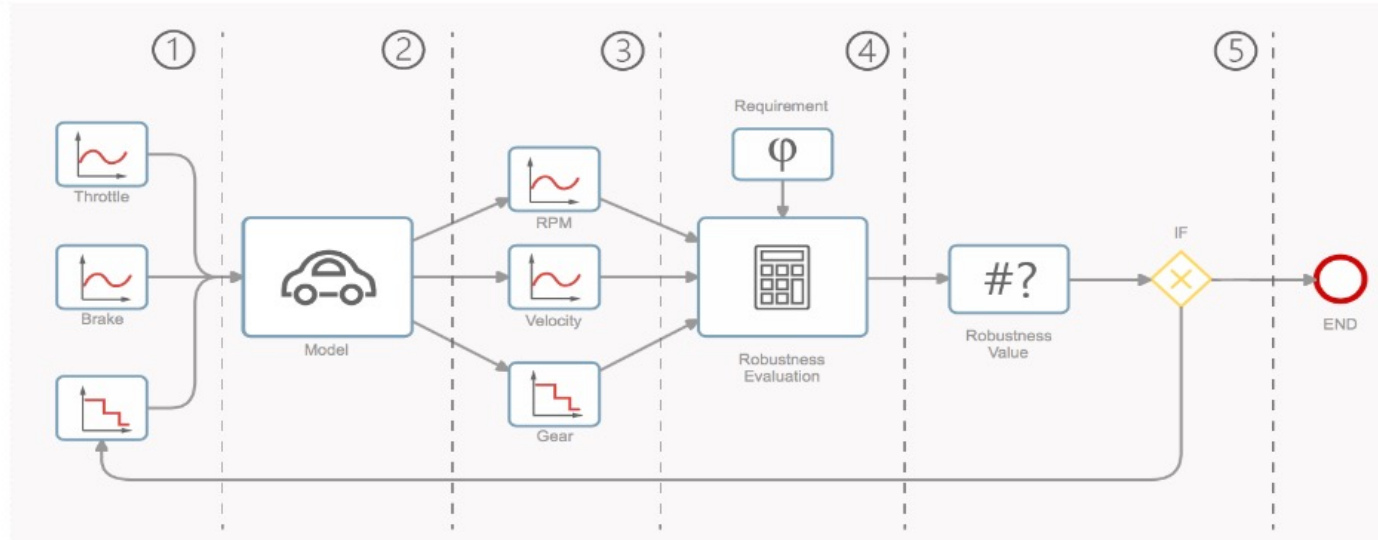 1
2
3
4
5
Requirement
φ
Throttle
RPM
IF
Brake
Velocity
#?
Model
Robustness
Evaluation
Robustness
Value
END
Gear